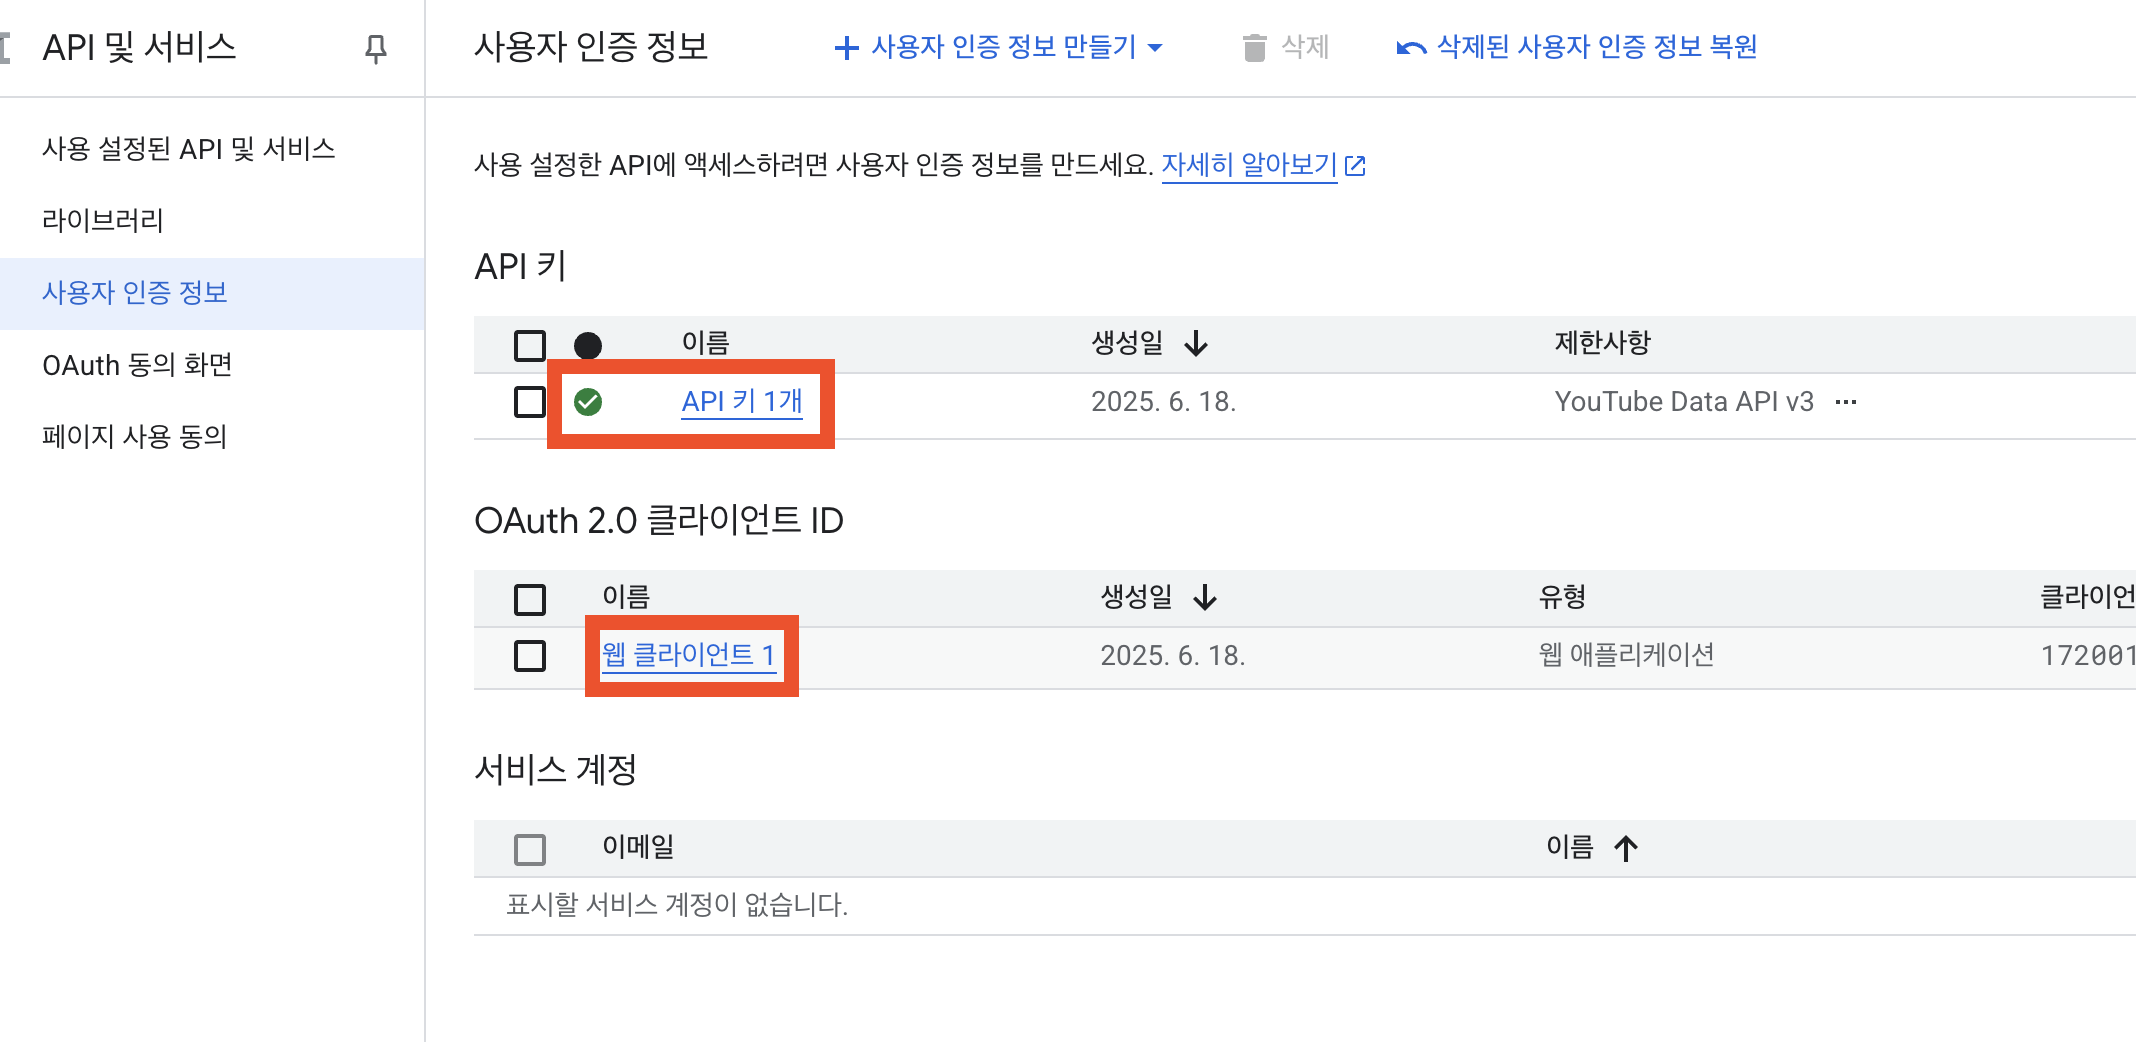 API 및 서비스
사용자 인증 정보
사용자 인증 정보 만들기
삭제
삭제된 사용자 인증 정보 복원
사용 설정된 API 및 서비스
라이브러리
사용자 인증 정보
OAuth 동의 화면
페이지 사용 동의
사용 설정한 API에 액세스하려면 사용자 인증 정보를 만드세요. 자세히 알아보기
API 키
이름 생성일 제한사항
API 키 1개 2025. 6. 18. YouTube Data API v3 ...
OAuth 2.0 클라이언트 ID
이름 생성일 유형 클라이언
웹 클라이언트 1 2025. 6. 18. 웹 애플리케이션 172001
서비스 계정
이메일 이름
표시할 서비스 계정이 없습니다.